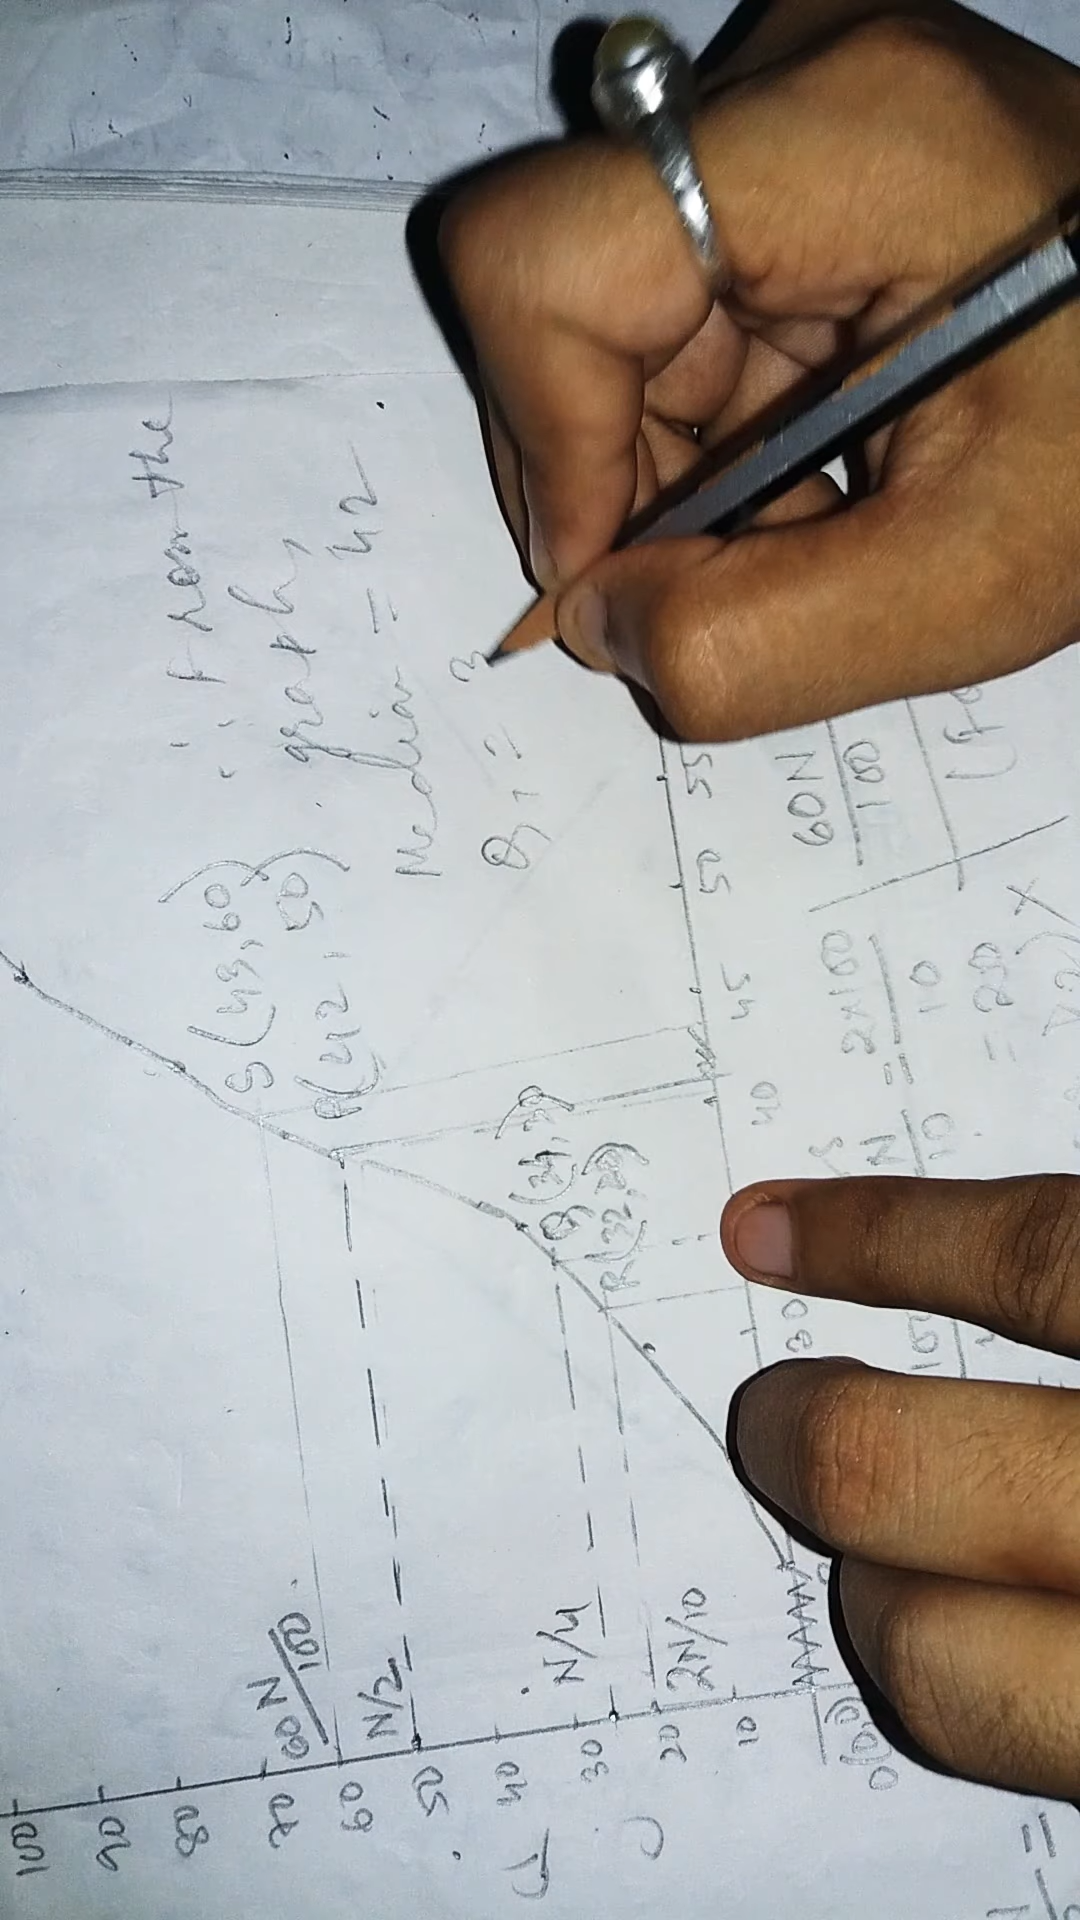 ∴ From the
graph,
Median = 42
Q1 = 3
S (43, 60)
P(42, 50)
Q (34,
R(32, 20)
60N/100
N/2
N/4
2N/10
100
90
80
70
60
50
40
30
20
10
O(0,0)
30
40
45
50
55
N/10 = 2×100/10
= 20
60N/100